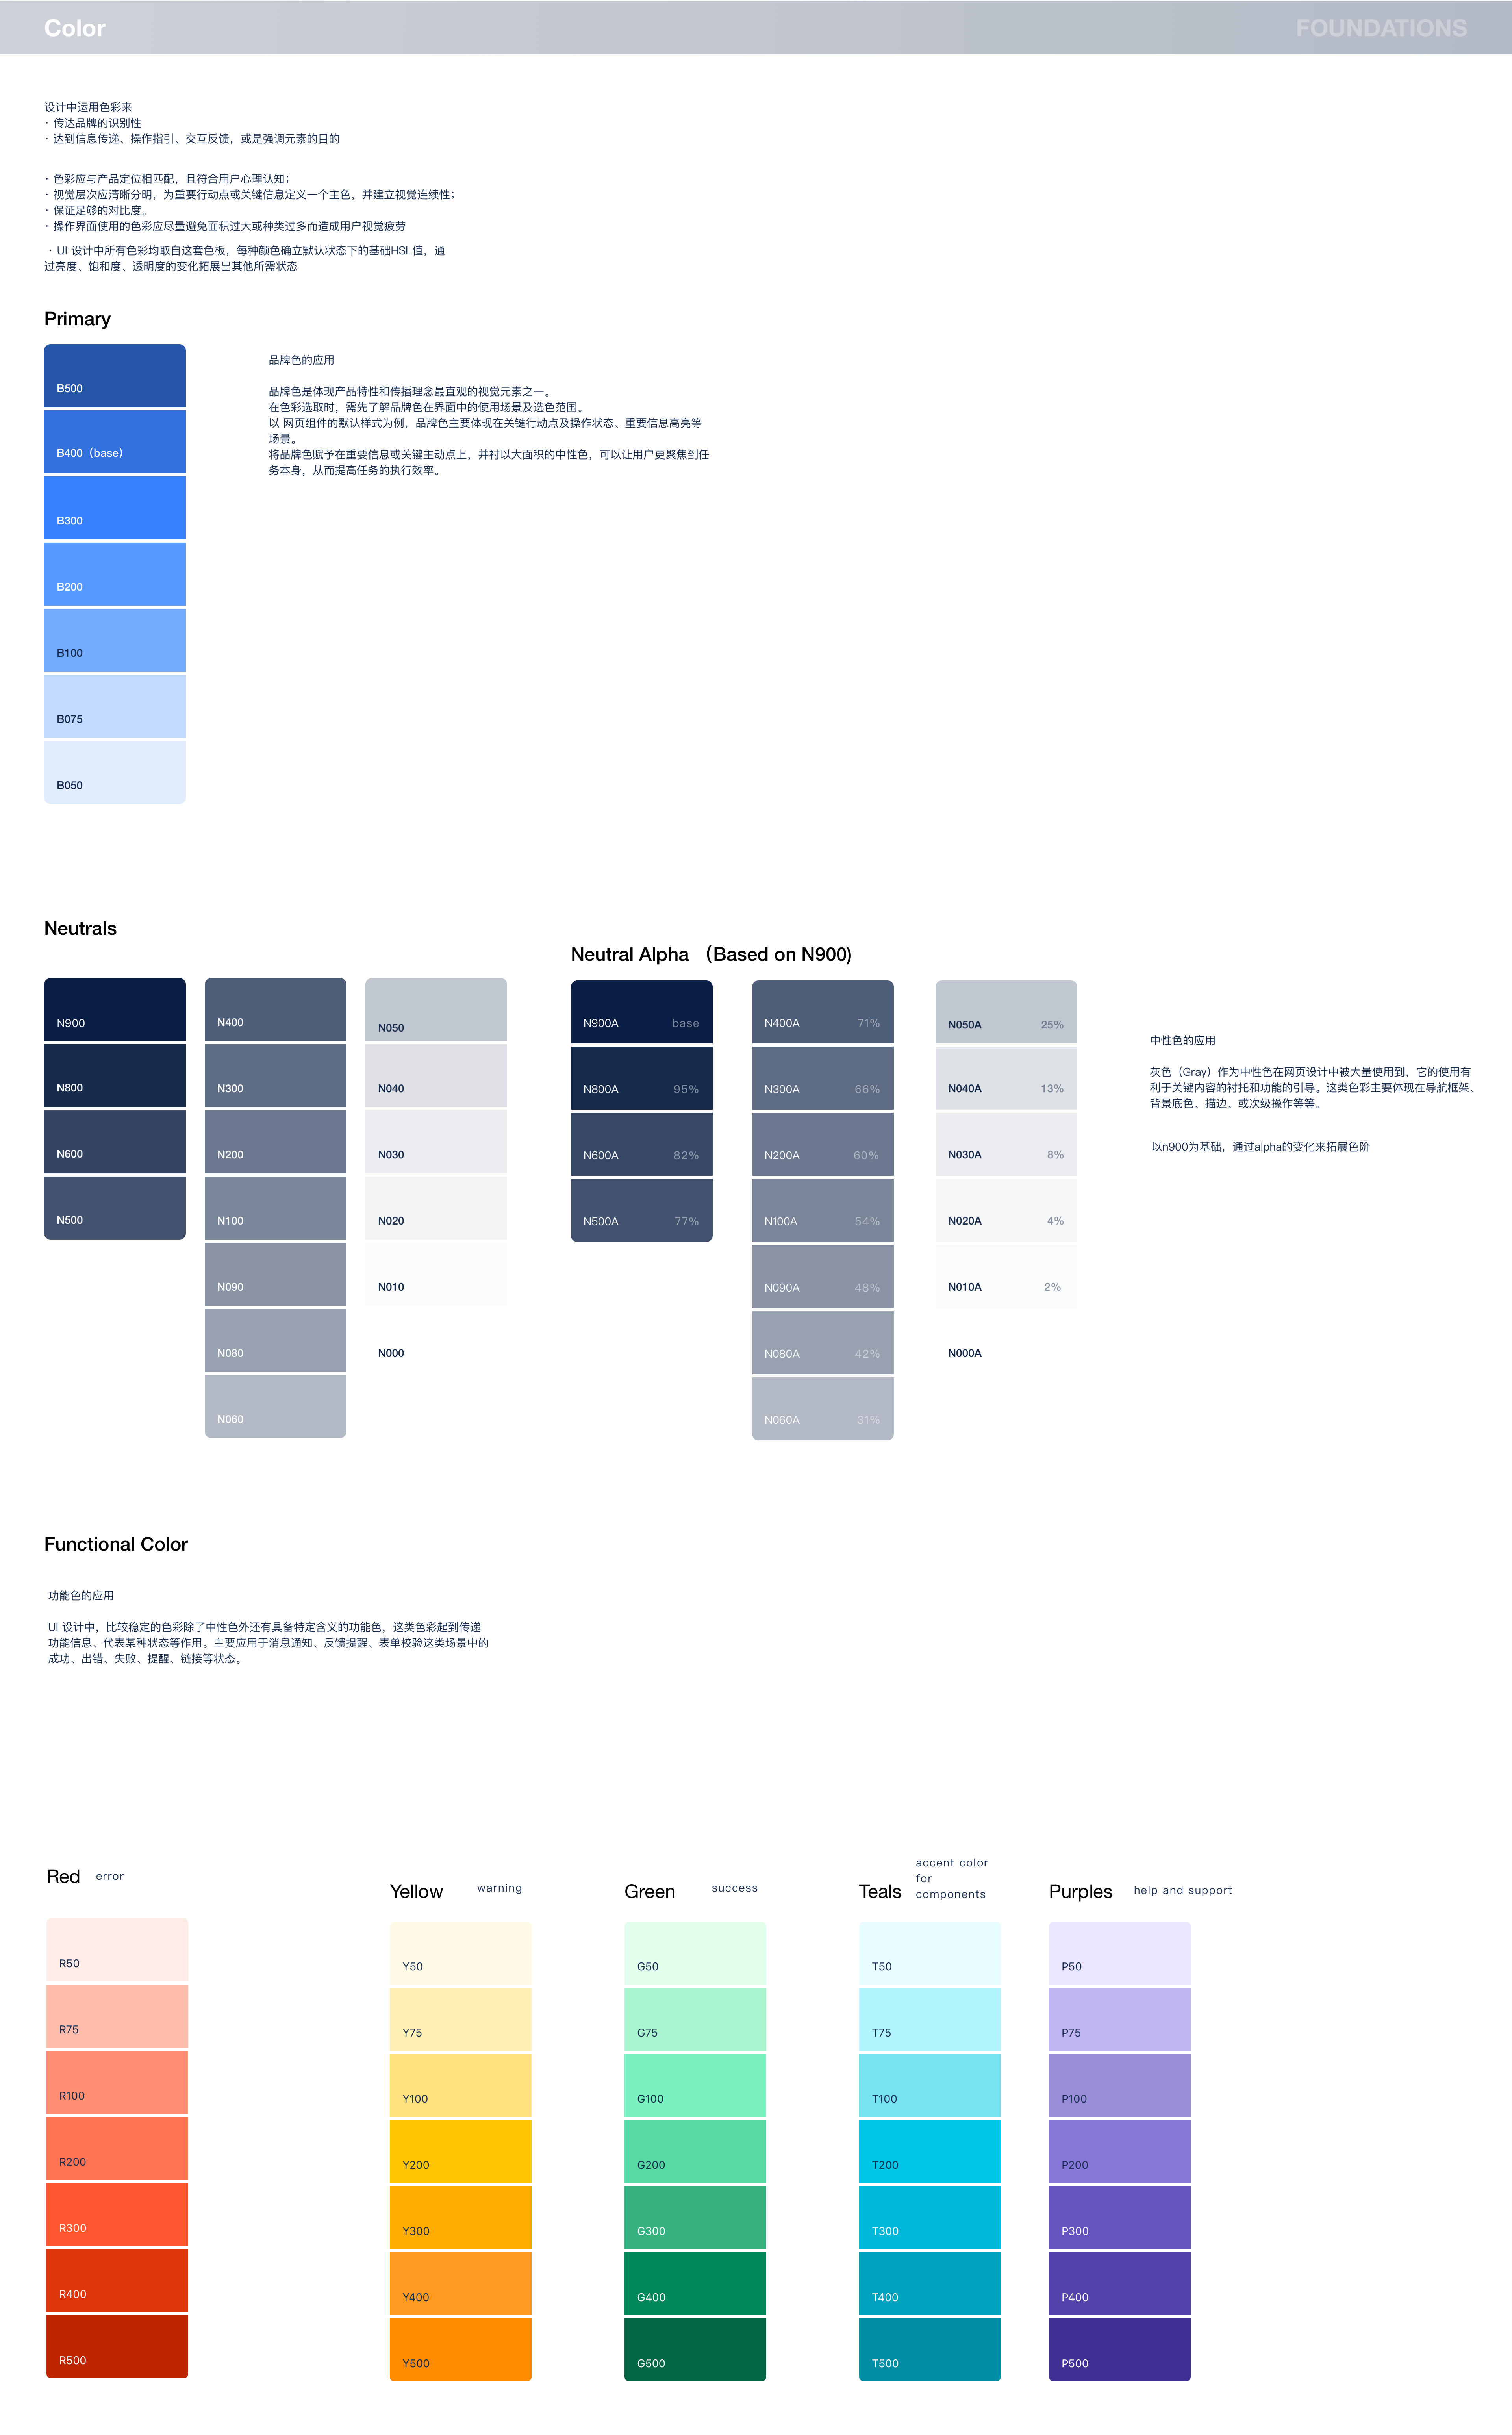 Color
FOUNDATIONS
设计中运用色彩来
· 传达品牌的识别性
· 达到信息传递、操作指引、交互反馈，或是强调元素的目的
· 色彩应与产品定位相匹配，且符合用户心理认知；
· 视觉层次应清晰分明，为重要行动点或关键信息定义一个主色，并建立视觉连续性；
· 保证足够的对比度。
· 操作界面使用的色彩应尽量避免面积过大或种类过多而造成用户视觉疲劳
· UI 设计中所有色彩均取自这套色板，每种颜色确立默认状态下的基础HSL值，通
过亮度、饱和度、透明度的变化拓展出其他所需状态
Primary
B500
B400（base）
B300
B200
B100
B075
B050
品牌色的应用
品牌色是体现产品特性和传播理念最直观的视觉元素之一。
在色彩选取时，需先了解品牌色在界面中的使用场景及选色范围。
以 网页组件的默认样式为例，品牌色主要体现在关键行动点及操作状态、重要信息高亮等
场景。
将品牌色赋予在重要信息或关键主动点上，并衬以大面积的中性色，可以让用户更聚焦到任
务本身，从而提高任务的执行效率。
Neutrals
N900
N800
N600
N500
N400
N300
N200
N100
N090
N080
N060
N050
N040
N030
N020
N010
N000
Neutral Alpha （Based on N900)
N900A base
N800A 95%
N600A 82%
N500A 77%
N400A 71%
N300A 66%
N200A 60%
N100A 54%
N090A 48%
N080A 42%
N060A 31%
N050A 25%
N040A 13%
N030A 8%
N020A 4%
N010A 2%
N000A
中性色的应用
灰色（Gray）作为中性色在网页设计中被大量使用到，它的使用有
利于关键内容的衬托和功能的引导。这类色彩主要体现在导航框架、
背景底色、描边、或次级操作等等。
以n900为基础，通过alpha的变化来拓展色阶
Functional Color
功能色的应用
UI 设计中，比较稳定的色彩除了中性色外还有具备特定含义的功能色，这类色彩起到传递
功能信息、代表某种状态等作用。主要应用于消息通知、反馈提醒、表单校验这类场景中的
成功、出错、失败、提醒、链接等状态。
Red error
R50
R75
R100
R200
R300
R400
R500
Yellow warning
Y50
Y75
Y100
Y200
Y300
Y400
Y500
Green success
G50
G75
G100
G200
G300
G400
G500
Teals
accent color
for
components
T50
T75
T100
T200
T300
T400
T500
Purples help and support
P50
P75
P100
P200
P300
P400
P500